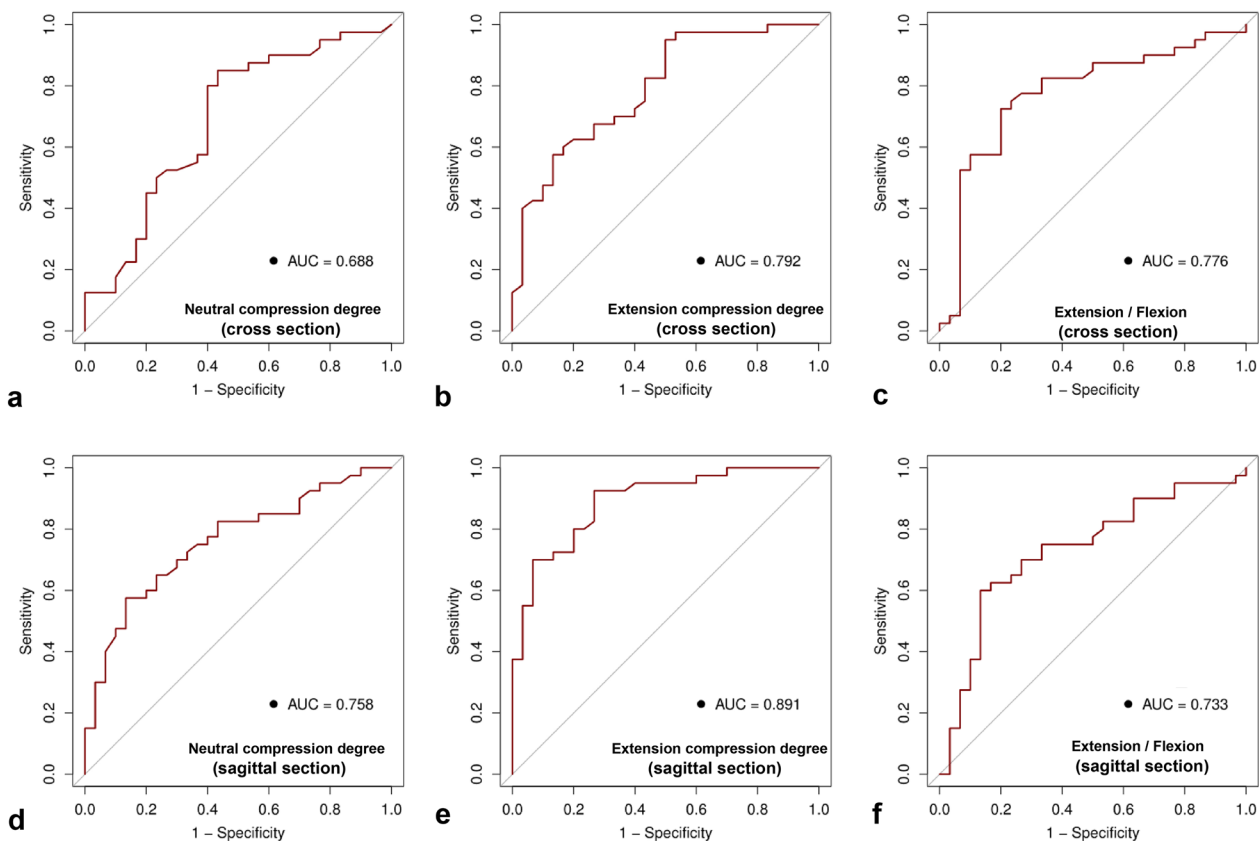 1.0
0.8
0.6
0.4
0.2
0.0
Sensitivity
AUC = 0.688
Neutral compression degree
(cross section)
0.0 0.2 0.4 0.6 0.8 1.0
1 – Specificity
a
1.0
0.8
0.6
0.4
0.2
0.0
Sensitivity
AUC = 0.792
Extension compression degree
(cross section)
0.0 0.2 0.4 0.6 0.8 1.0
1 – Specificity
b
1.0
0.8
0.6
0.4
0.2
0.0
Sensitivity
AUC = 0.776
Extension / Flexion
(cross section)
0.0 0.2 0.4 0.6 0.8 1.0
1 – Specificity
c
1.0
0.8
0.6
0.4
0.2
0.0
Sensitivity
AUC = 0.758
Neutral compression degree
(sagittal section)
0.0 0.2 0.4 0.6 0.8 1.0
1 – Specificity
d
1.0
0.8
0.6
0.4
0.2
0.0
Sensitivity
AUC = 0.891
Extension compression degree
(sagittal section)
0.0 0.2 0.4 0.6 0.8 1.0
1 – Specificity
e
1.0
0.8
0.6
0.4
0.2
0.0
Sensitivity
AUC = 0.733
Extension / Flexion
(sagittal section)
0.0 0.2 0.4 0.6 0.8 1.0
1 – Specificity
f